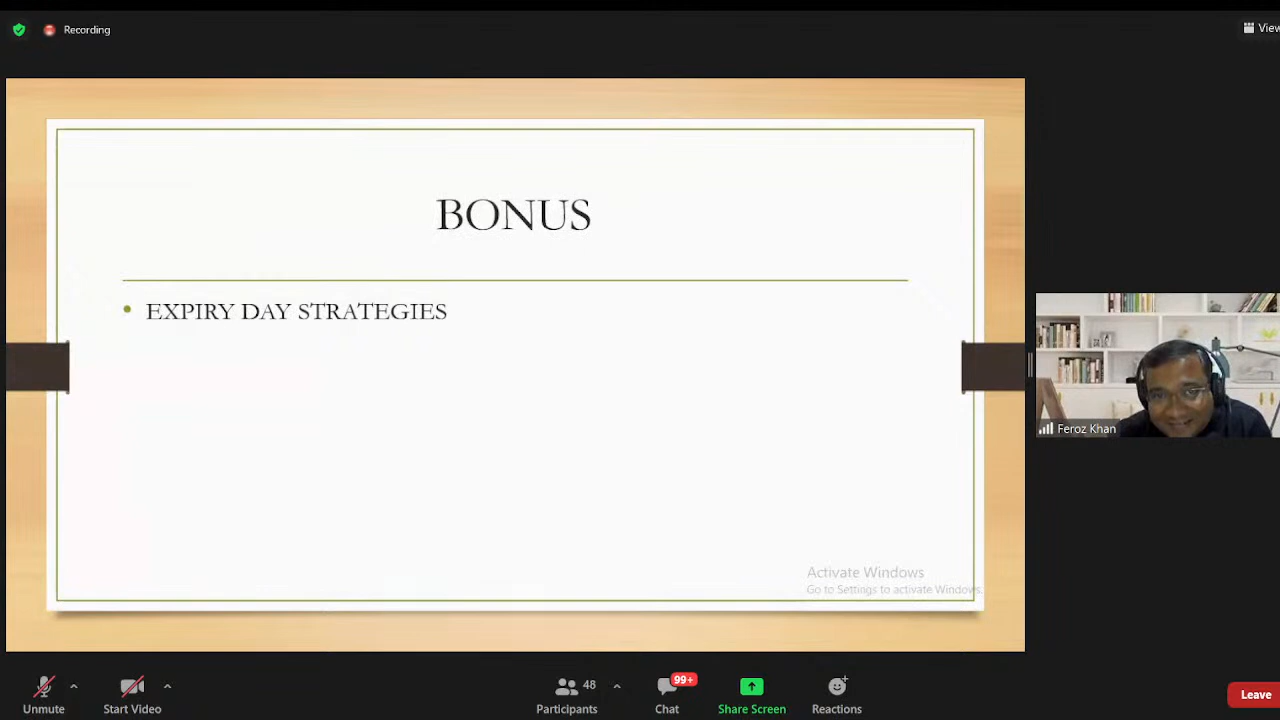 Recording
View
BONUS
• EXPIRY DAY STRATEGIES
Feroz Khan
Activate Windows
Go to Settings to activate Windows.
Unmute
Start Video
48
Participants
99+
Chat
Share Screen
Reactions
Leave